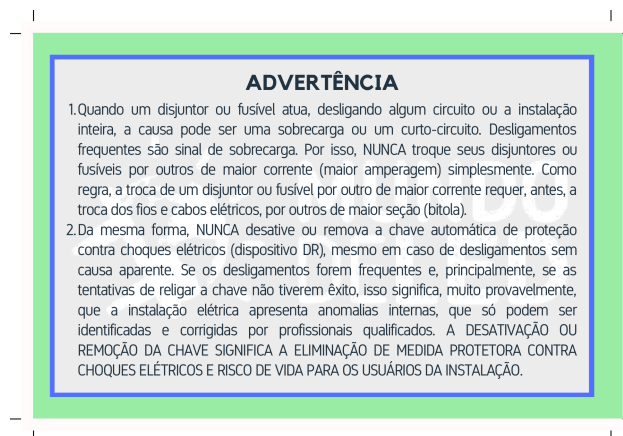 ADVERTÊNCIA
1. Quando um disjuntor ou fusível atua, desligando algum circuito ou a instalação
inteira, a causa pode ser uma sobrecarga ou um curto-circuito. Desligamentos
frequentes são sinal de sobrecarga. Por isso, NUNCA troque seus disjuntores ou
fusíveis por outros de maior corrente (maior amperagem) simplesmente. Como
regra, a troca de um disjuntor ou fusível por outro de maior corrente requer, antes, a
troca dos fios e cabos elétricos, por outros de maior seção (bitola).
2. Da mesma forma, NUNCA desative ou remova a chave automática de proteção
contra choques elétricos (dispositivo DR), mesmo em caso de desligamentos sem
causa aparente. Se os desligamentos forem frequentes e, principalmente, se as
tentativas de religar a chave não tiverem êxito, isso significa, muito provavelmente,
que a instalação elétrica apresenta anomalias internas, que só podem ser
identificadas e corrigidas por profissionais qualificados. A DESATIVAÇÃO OU
REMOÇÃO DA CHAVE SIGNIFICA A ELIMINAÇÃO DE MEDIDA PROTETORA CONTRA
CHOQUES ELÉTRICOS E RISCO DE VIDA PARA OS USUÁRIOS DA INSTALAÇÃO.
MUNDO